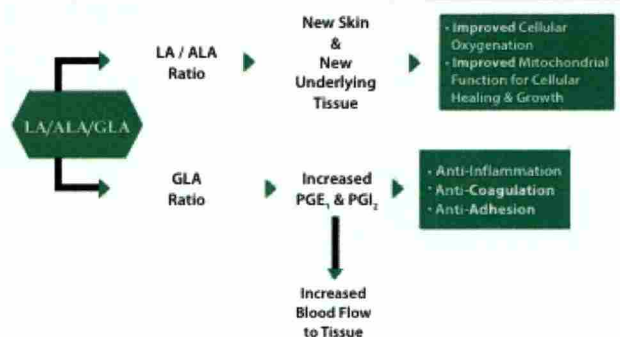 LA/ALA/GLA
LA / ALA
Ratio
New Skin
&
New
Underlying
Tissue
• Improved Cellular
Oxygenation
• Improved Mitochondrial
Function for Cellular
Healing & Growth
GLA
Ratio
Increased
PGE₁ & PGI₂
• Anti-Inflammation
• Anti-Coagulation
• Anti-Adhesion
Increased
Blood Flow
to Tissue